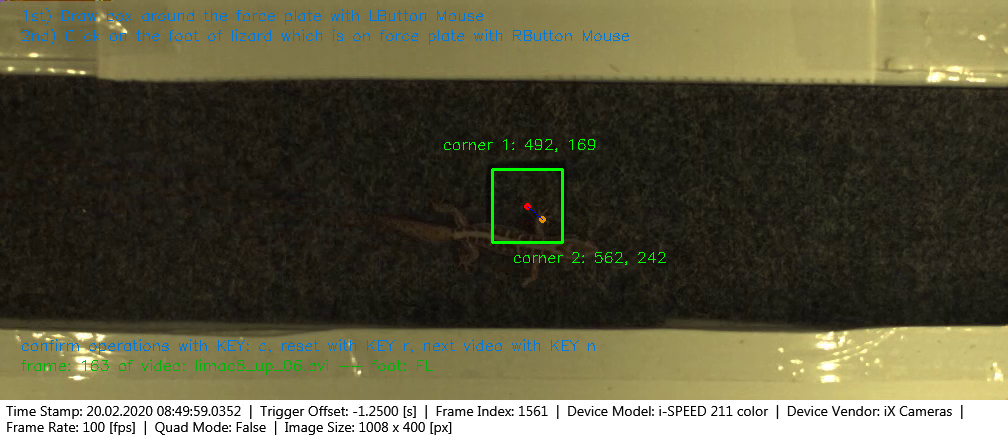 1st) Draw box around the force plate with LButton Mouse
2nd) Click on the foot of lizard which is on force plate with RButton Mouse
corner 1: 492, 169
corner 2: 562, 242
confirm operations with KEY: c, reset with KEY r, next video with KEY n
frame: 163 of video: limad3_up_06.avi -- foot: FL
Time Stamp: 20.02.2020 08:49:59.0352 | Trigger Offset: -1.2500 [s] | Frame Index: 1561 | Device Model: i-SPEED 211 color | Device Vendor: iX Cameras |
Frame Rate: 100 [fps] | Quad Mode: False | Image Size: 1008 x 400 [px]